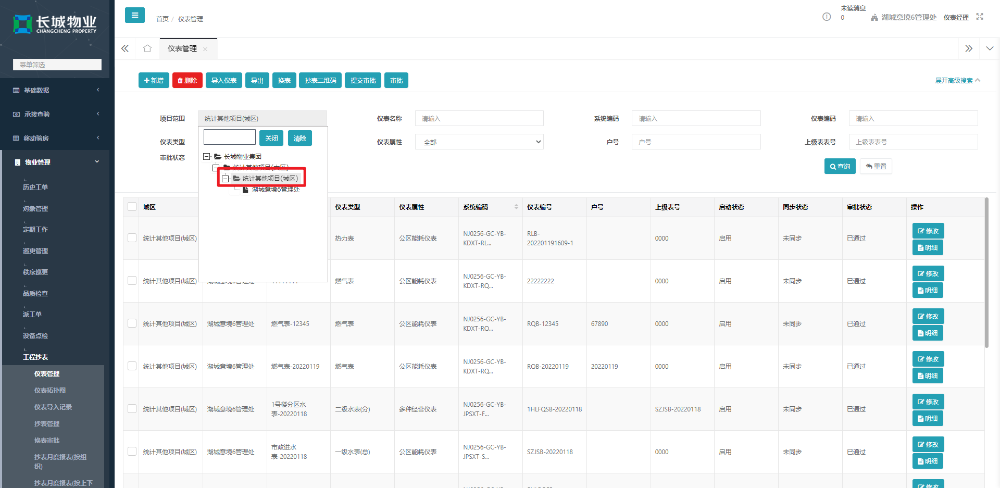 长城物业
CHANGCHENG PROPERTY
菜单筛选
基础数据
承接查验
移动验房
物业管理
历史工单
对象管理
定期工作
巡更管理
秩序巡更
品质检查
派工单
设备点检
工程抄表
仪表管理
仪表拓扑图
仪表导入记录
抄表管理
换表审批
抄表月度报表(按组
织)
抄表月度报表(按上下
首页 / 仪表管理
未读消息
0
湖城意境6管理处 仪表经理
仪表管理
新增 删除 导入仪表 导出 换表 抄表二维码 提交审批 审批
展开高级搜索
项目范围 统计其他项目(城区) 仪表名称 请输入 系统编码 请输入 仪表编码 请输入
仪表类型 仪表属性 全部 户号 户号 上级表表号 上级表表号
审批状态
关闭 清除
长城物业集团
统计其他项目(大区)
统计其他项目(城区)
湖城意境6管理处
查询 重置
城区 仪表类型 仪表属性 系统编码 仪表编号 户号 上级表号 启动状态 同步状态 审批状态 操作
统计其他项目(城区) 热力表 公区能耗仪表 NJ0256-GC-YB-
KDXT-RL... RLB-
202201191609-1 0000 启用 未同步 已通过 修改
明细
统计其他项目(城区) 燃气表 公区能耗仪表 NJ0256-GC-YB-
KDXT-RQ... 22222222 0000 启用 未同步 已通过 修改
明细
统计其他项目(城区) 湖城意境6管理处 燃气表-12345 燃气表 公区能耗仪表 NJ0256-GC-YB-
KDXT-RQ... RQB-12345 67890 0000 启用 未同步 已通过 修改
明细
统计其他项目(城区) 湖城意境6管理处 燃气表-20220119 燃气表 公区能耗仪表 NJ0256-GC-YB-
KDXT-RQ... RQB-20220119 20220119 0000 启用 未同步 已通过 修改
明细
统计其他项目(城区) 湖城意境6管理处 1号楼分区水
表-20220118 二级水表(分) 多种经营仪表 NJ0256-GC-YB-
JPSXT-F... 1HLFQSB-20220118 SZJSB-20220118 启用 未同步 已通过 修改
明细
统计其他项目(城区) 湖城意境6管理处 市政进水
表-20220118 一级水表(总) 公区能耗仪表 NJ0256-GC-YB-
JPSXT-S... SZJSB-20220118 0000 启用 未同步 已通过 修改
明细
修改